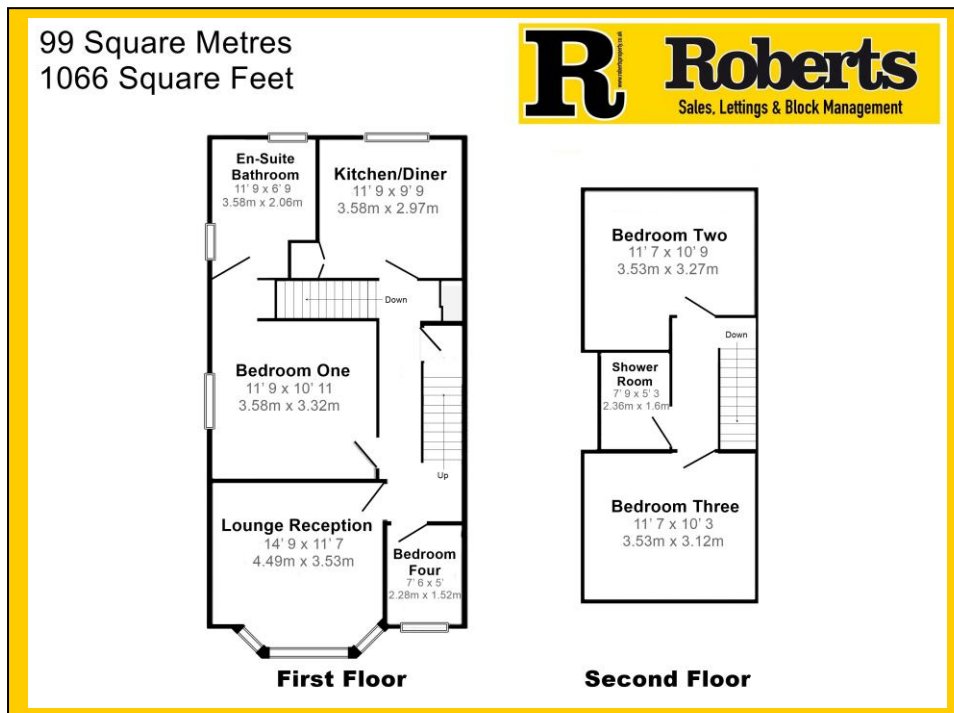 99 Square Metres
1066 Square Feet
R
www.robertsproperty.co.uk
Roberts
Sales, Lettings & Block Management
En-Suite
Bathroom
11' 9 x 6' 9
3.58m x 2.06m
Kitchen/Diner
11' 9 x 9' 9
3.58m x 2.97m
Down
Bedroom One
11' 9 x 10' 11
3.58m x 3.32m
Up
Lounge Reception
14' 9 x 11' 7
4.49m x 3.53m
Bedroom
Four
7' 6 x 5'
2.28m x 1.52m
First Floor
Bedroom Two
11' 7 x 10' 9
3.53m x 3.27m
Down
Shower
Room
7' 9 x 5' 3
2.36m x 1.6m
Bedroom Three
11' 7 x 10' 3
3.53m x 3.12m
Second Floor